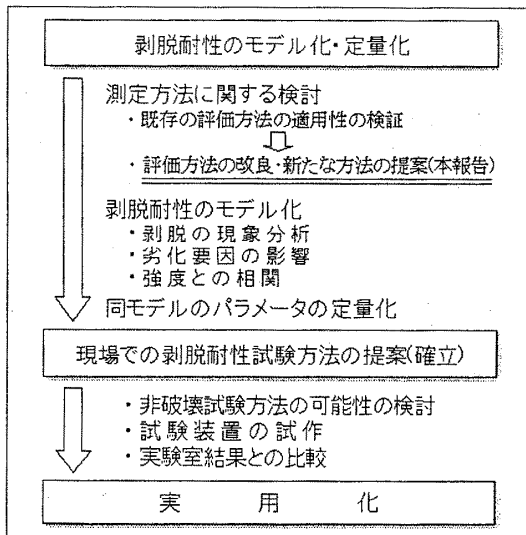 剥脱耐性のモデル化・定量化
測定方法に関する検討
・既存の評価方法の適用性の検証
・評価方法の改良・新たな方法の提案(本報告)
剥脱耐性のモデル化
・剥脱の現象分析
・劣化要因の影響
・強度との相関
同モデルのパラメータの定量化
現場での剥脱耐性試験方法の提案(確立)
・非破壊試験方法の可能性の検討
・試験装置の試作
・実験室結果との比較
実用化